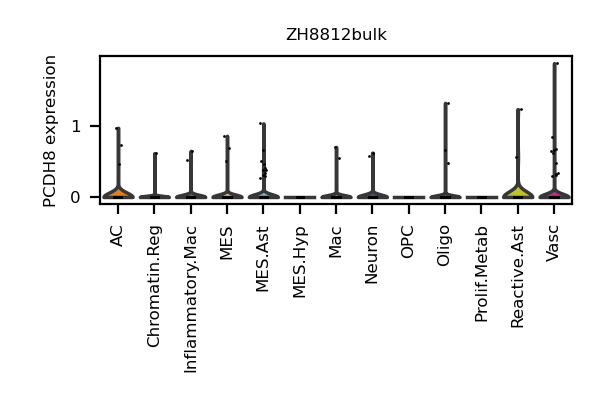 ZH8812bulk
PCDH8 expression
1
0
AC
Chromatin.Reg
Inflammatory.Mac
MES
MES.Ast
MES.Hyp
Mac
Neuron
OPC
Oligo
Prolif.Metab
Reactive.Ast
Vasc